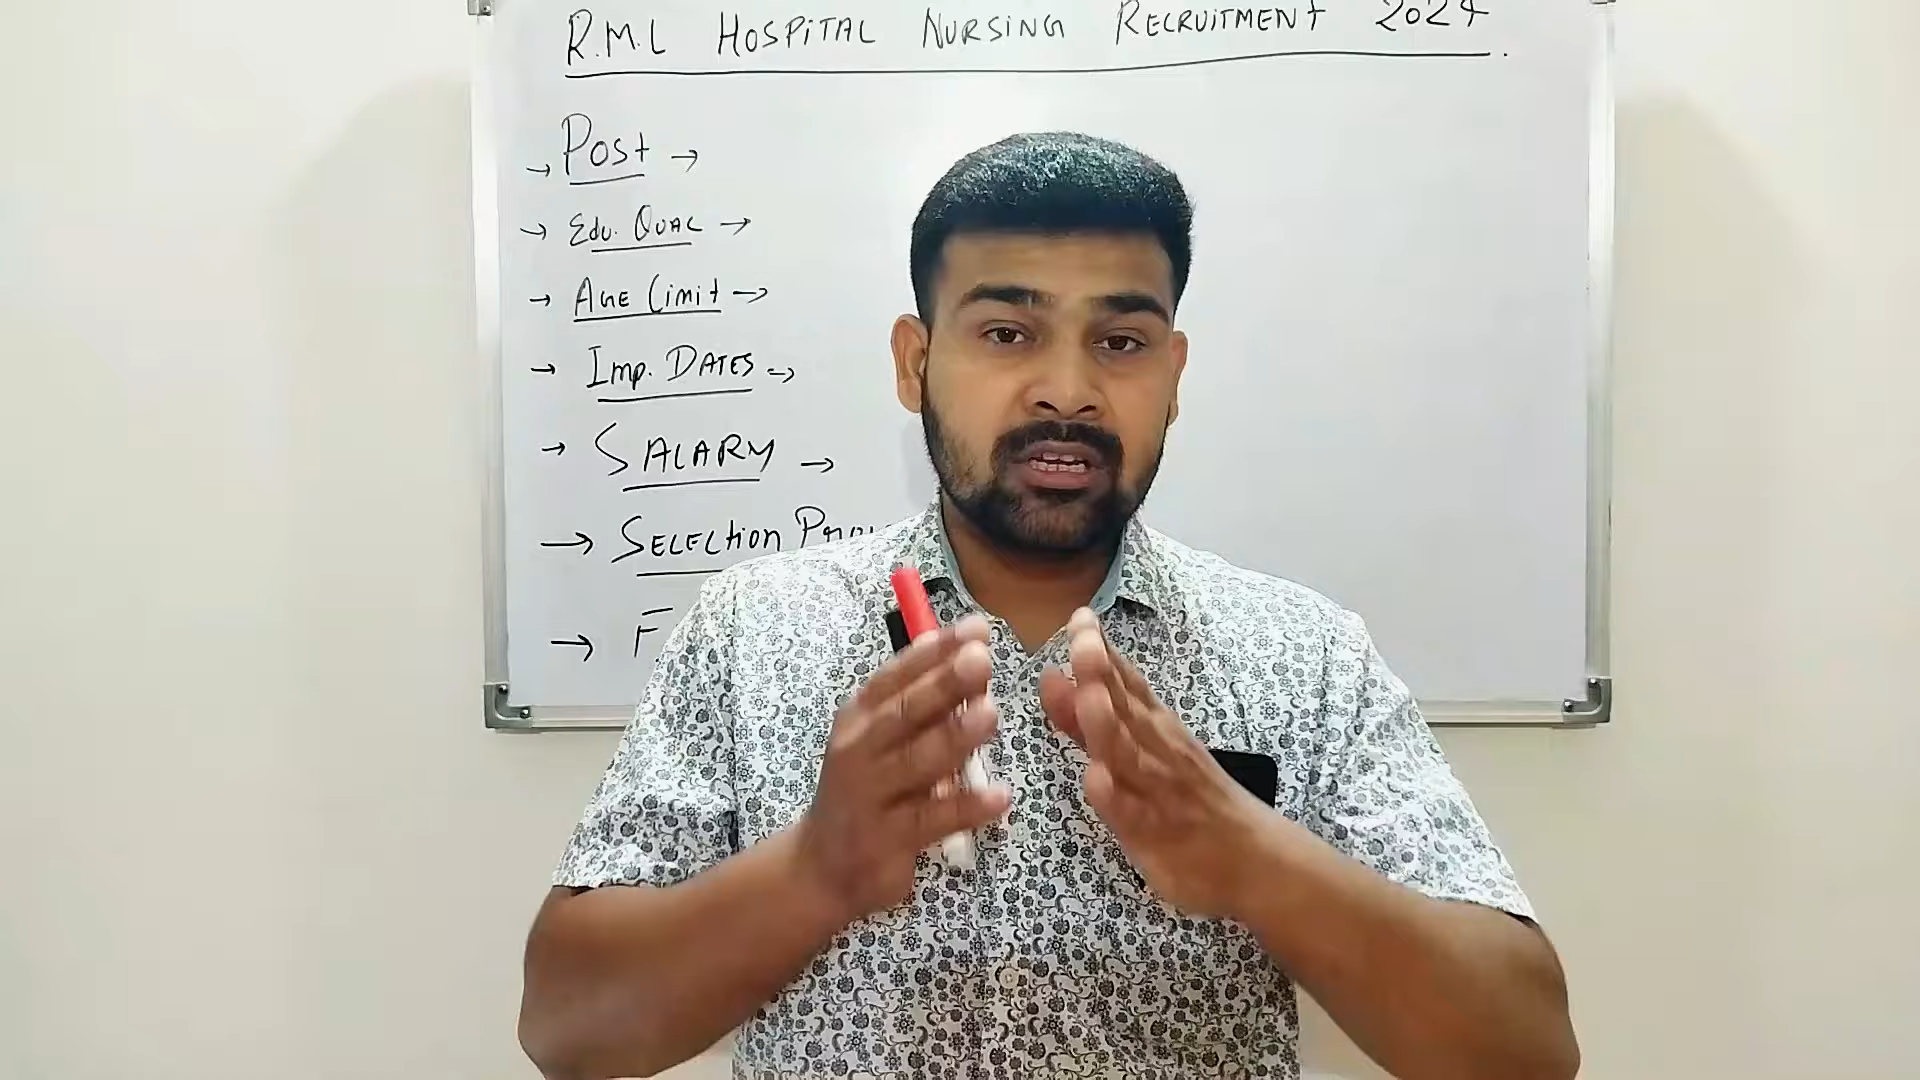 R.M.L HOSPITAL NURSING RECRUITMENT 2024
→ POST →
→ Edu. QUAL →
→ AGE LIMIT →
→ Imp. DATES →
→ SALARY →
→ SELECTION
→ F